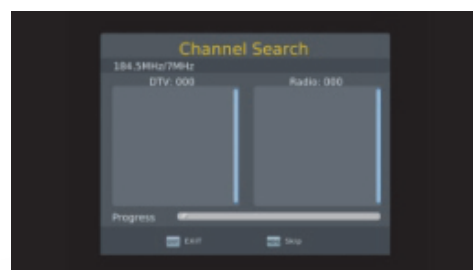 Channel Search
184.5MHz/7MHz
DTV: 000 Radio: 000
Progress
EXIT Skip